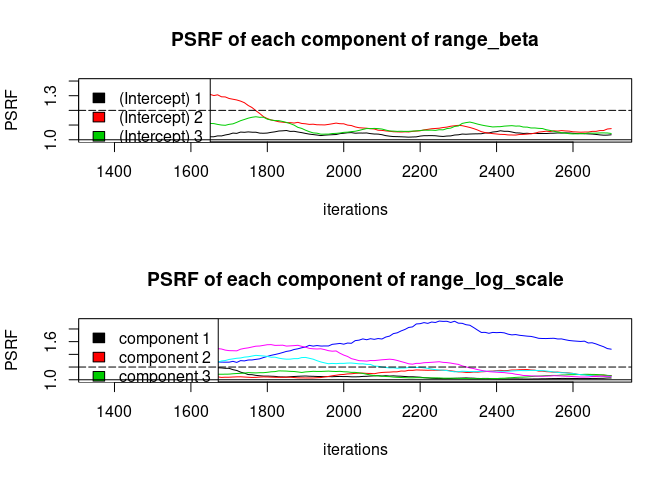 PSRF of each component of range_beta
PSRF
1.0 1.3
(Intercept) 1
(Intercept) 2
(Intercept) 3
1400 1600 1800 2000 2200 2400 2600
iterations
PSRF of each component of range_log_scale
PSRF
1.0 1.6
component 1
component 2
component 3
1400 1600 1800 2000 2200 2400 2600
iterations